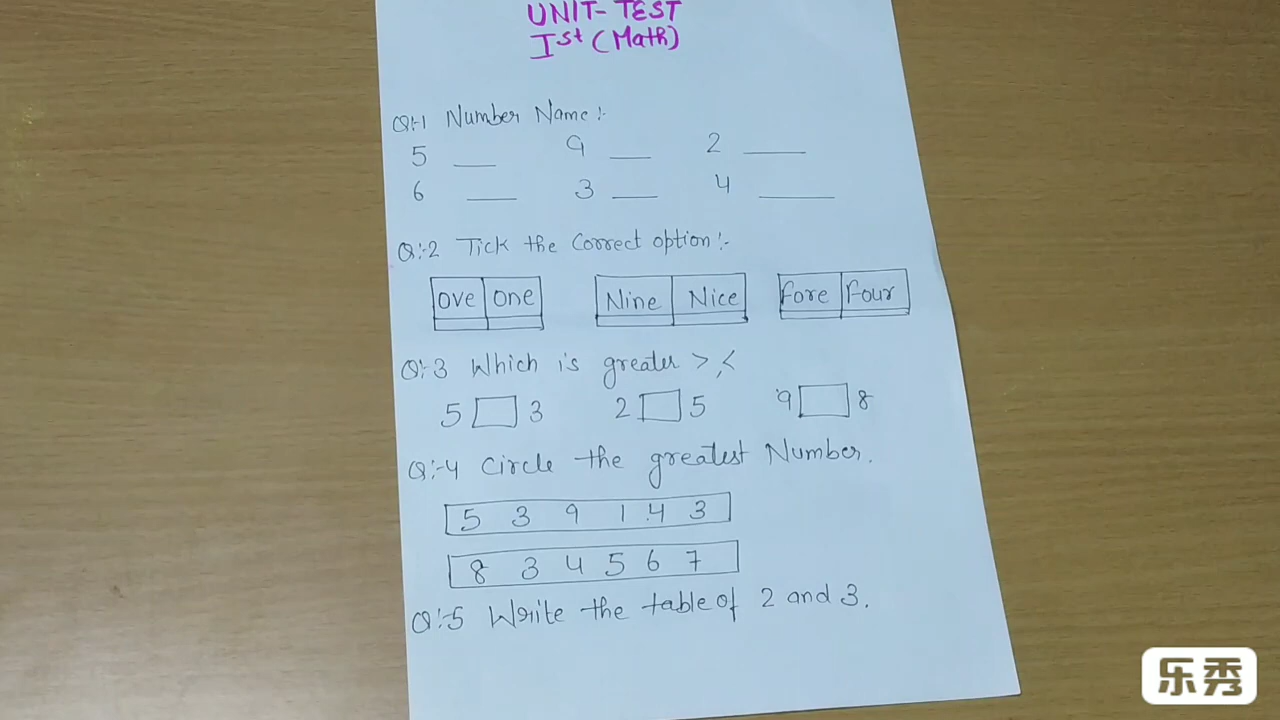 UNIT-TEST
Ist (Math)
Q:-1 Number Name:-
5 ___ 9 ___ 2 ___
6 ___ 3 ___ 4 ___
Q:-2 Tick the Correct option:-
ove one Nine Nice fore four
Q:-3 Which is greater >,<
5 3 2 5 9 8
Q:-4 Circle the greatest Number.
5 3 9 1 4 3
8 3 4 5 6 7
Q:-5 Write the table of 2 and 3.
乐秀